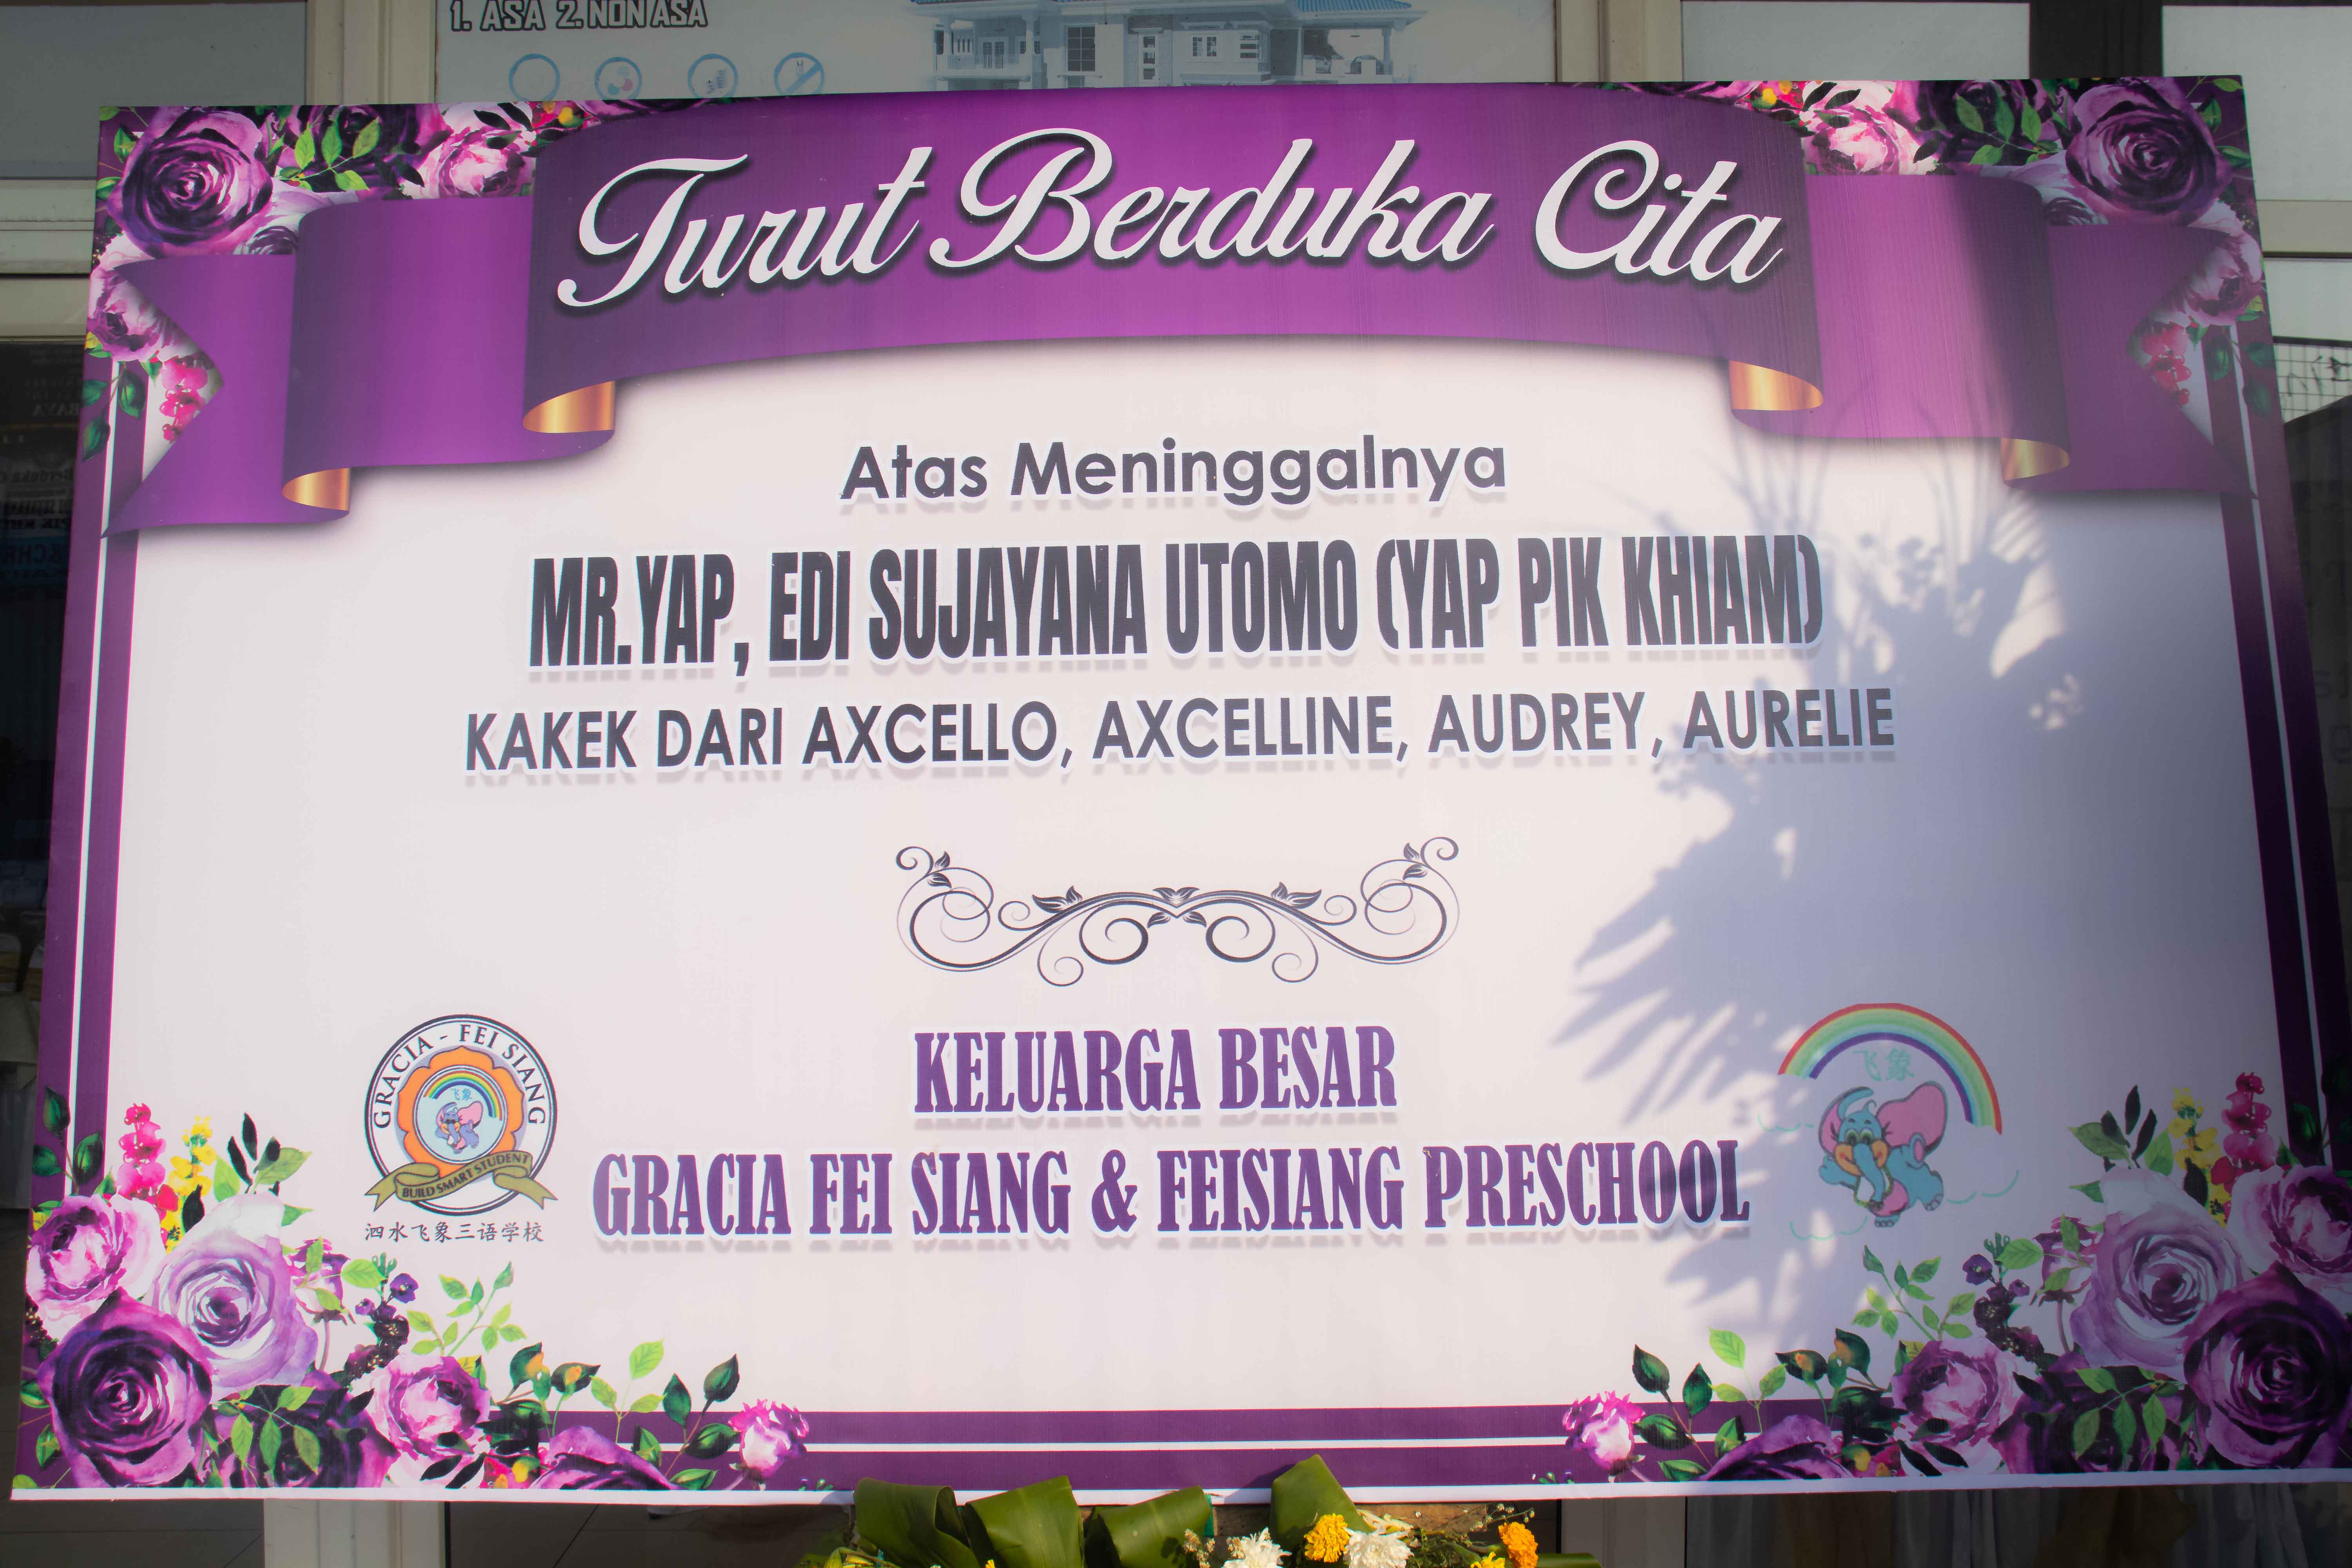 1. ASA 2. NON ASA
Turut Berduka Cita
Atas Meninggalnya
MR.YAP, EDI SUJAYANA UTOMO (YAP PIK KHIAM)
KAKEK DARI AXCELLO, AXCELLINE, AUDREY, AURELIE
KELUARGA BESAR
GRACIA FEI SIANG & FEISIANG PRESCHOOL
GRACIA - FEI SIANG
飞象
BUILD SMART STUDENT
泗水飞象三语学校
飞象